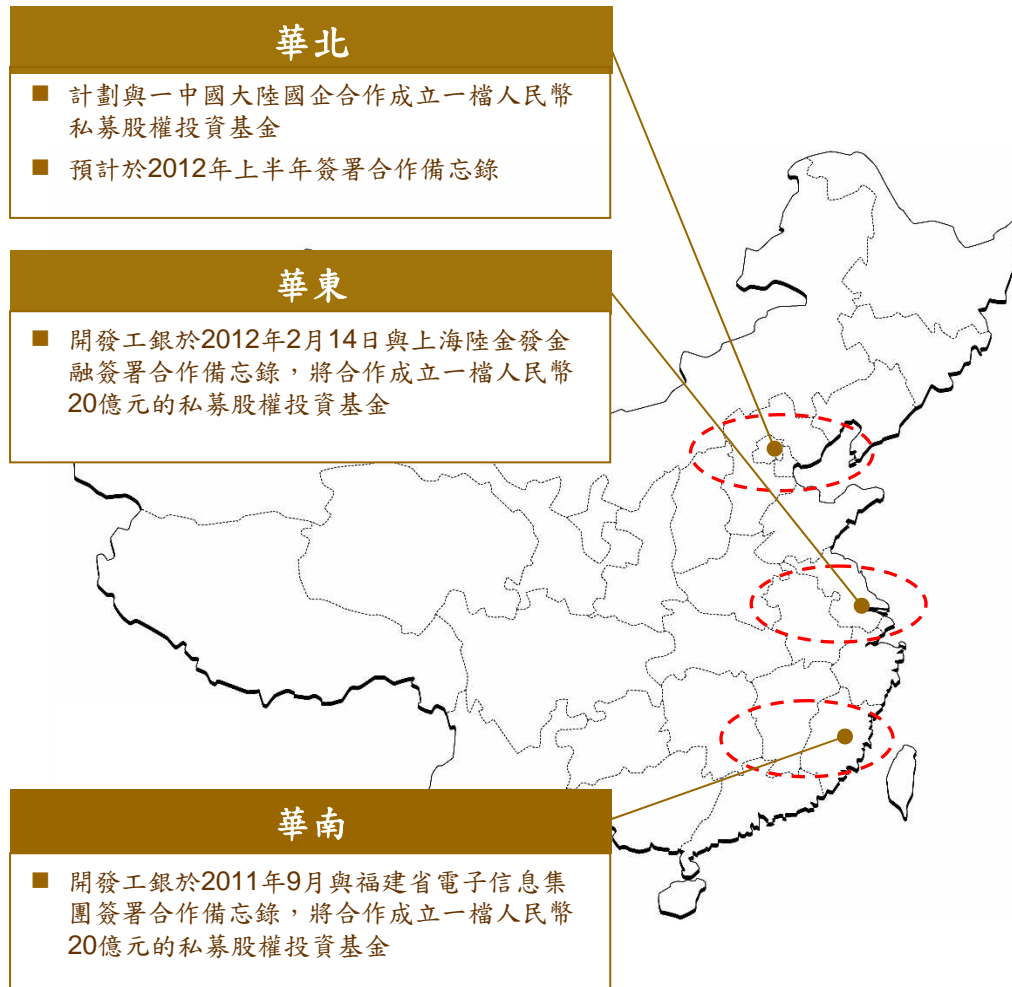 華北
■ 計劃與一中國大陸國企合作成立一檔人民幣
私募股權投資基金
■ 預計於2012年上半年簽署合作備忘錄
華東
■ 開發工銀於2012年2月14日與上海陸金發金
融簽署合作備忘錄，將合作成立一檔人民幣
20億元的私募股權投資基金
華南
■ 開發工銀於2011年9月與福建省電子信息集
團簽署合作備忘錄，將合作成立一檔人民幣
20億元的私募股權投資基金